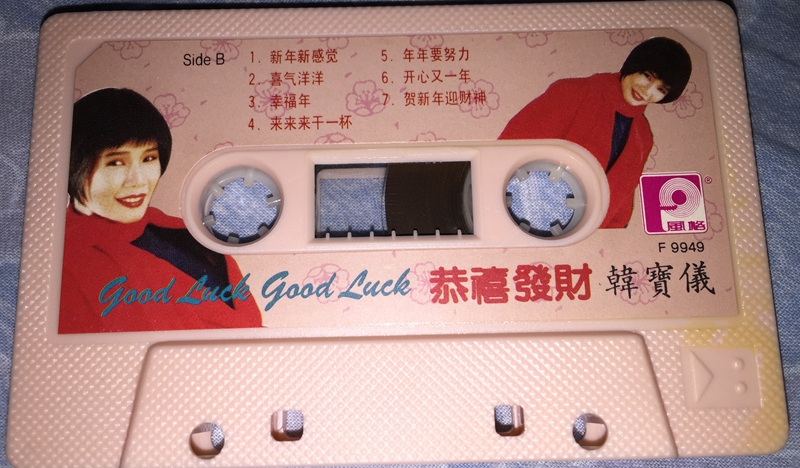 Side B
1. 新年新感觉
2. 喜气洋洋
3. 幸福年
4. 来来来干一杯
5. 年年要努力
6. 开心又一年
7. 贺新年迎财神
®
風格
F 9949
Good Luck Good Luck 恭禧發財 韓寶儀